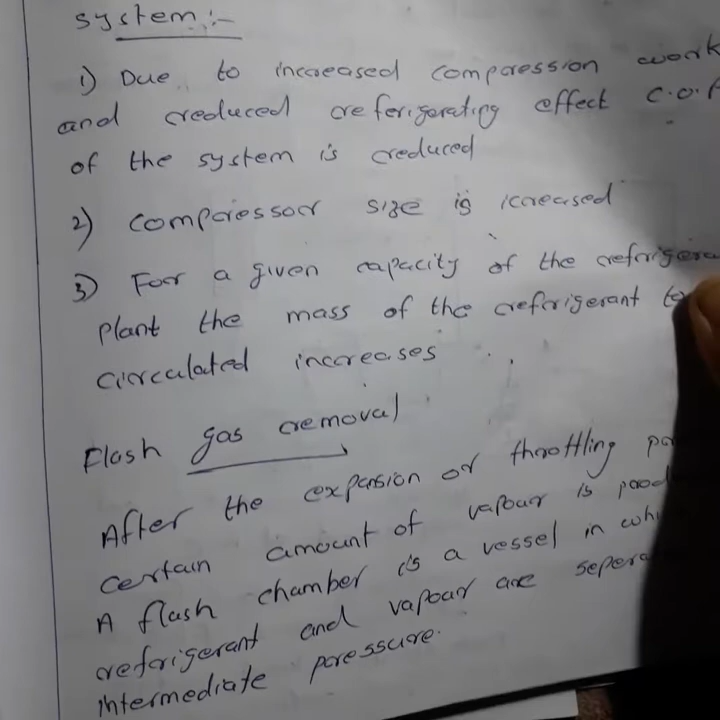 system :-
1) Due to increased compression work
and reduced refrigerating effect C.O.P
of the system is reduced
2) Compressor size is icreased
3) For a given capacity of the refrigera
plant the mass of the refrigerant to
circulated increases
Flash gas removal
After the expansion or throttling
certain amount of vapour is prod
A flash chamber is a vessel in whi
refrigerant and vapour are sepera
intermediate pressure.